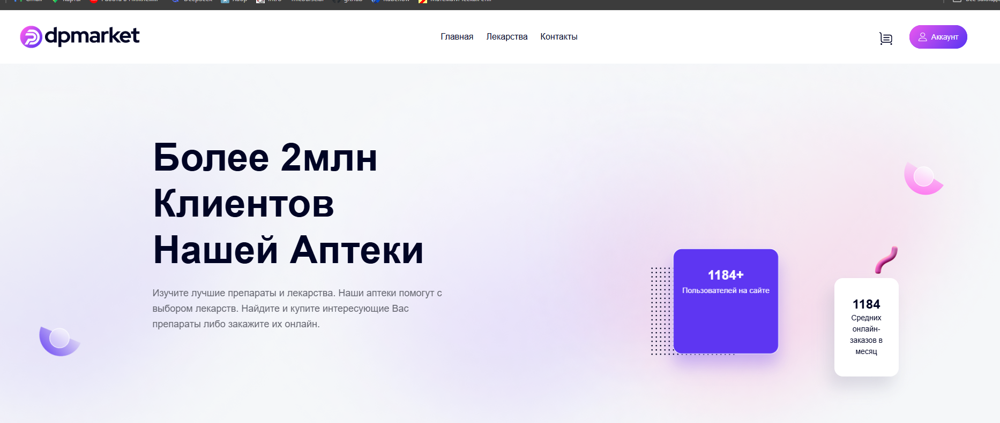 dpmarket
Главная Лекарства Контакты
Аккаунт
Более 2млн
Клиентов
Нашей Аптеки
Изучите лучшие препараты и лекарства. Наши аптеки помогут с
выбором лекарств. Найдите и купите интересующие Вас
препараты либо закажите их онлайн.
1184+
Пользователей на сайте
1184
Средних
онлайн-
заказов в
месяц